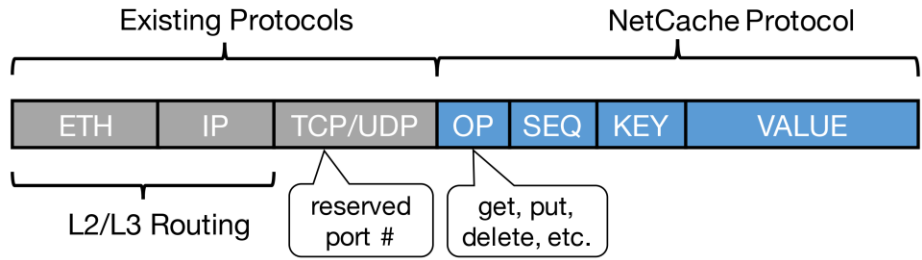 Existing Protocols NetCache Protocol
ETH IP TCP/UDP OP SEQ KEY VALUE
L2/L3 Routing
reserved
port #
get, put,
delete, etc.